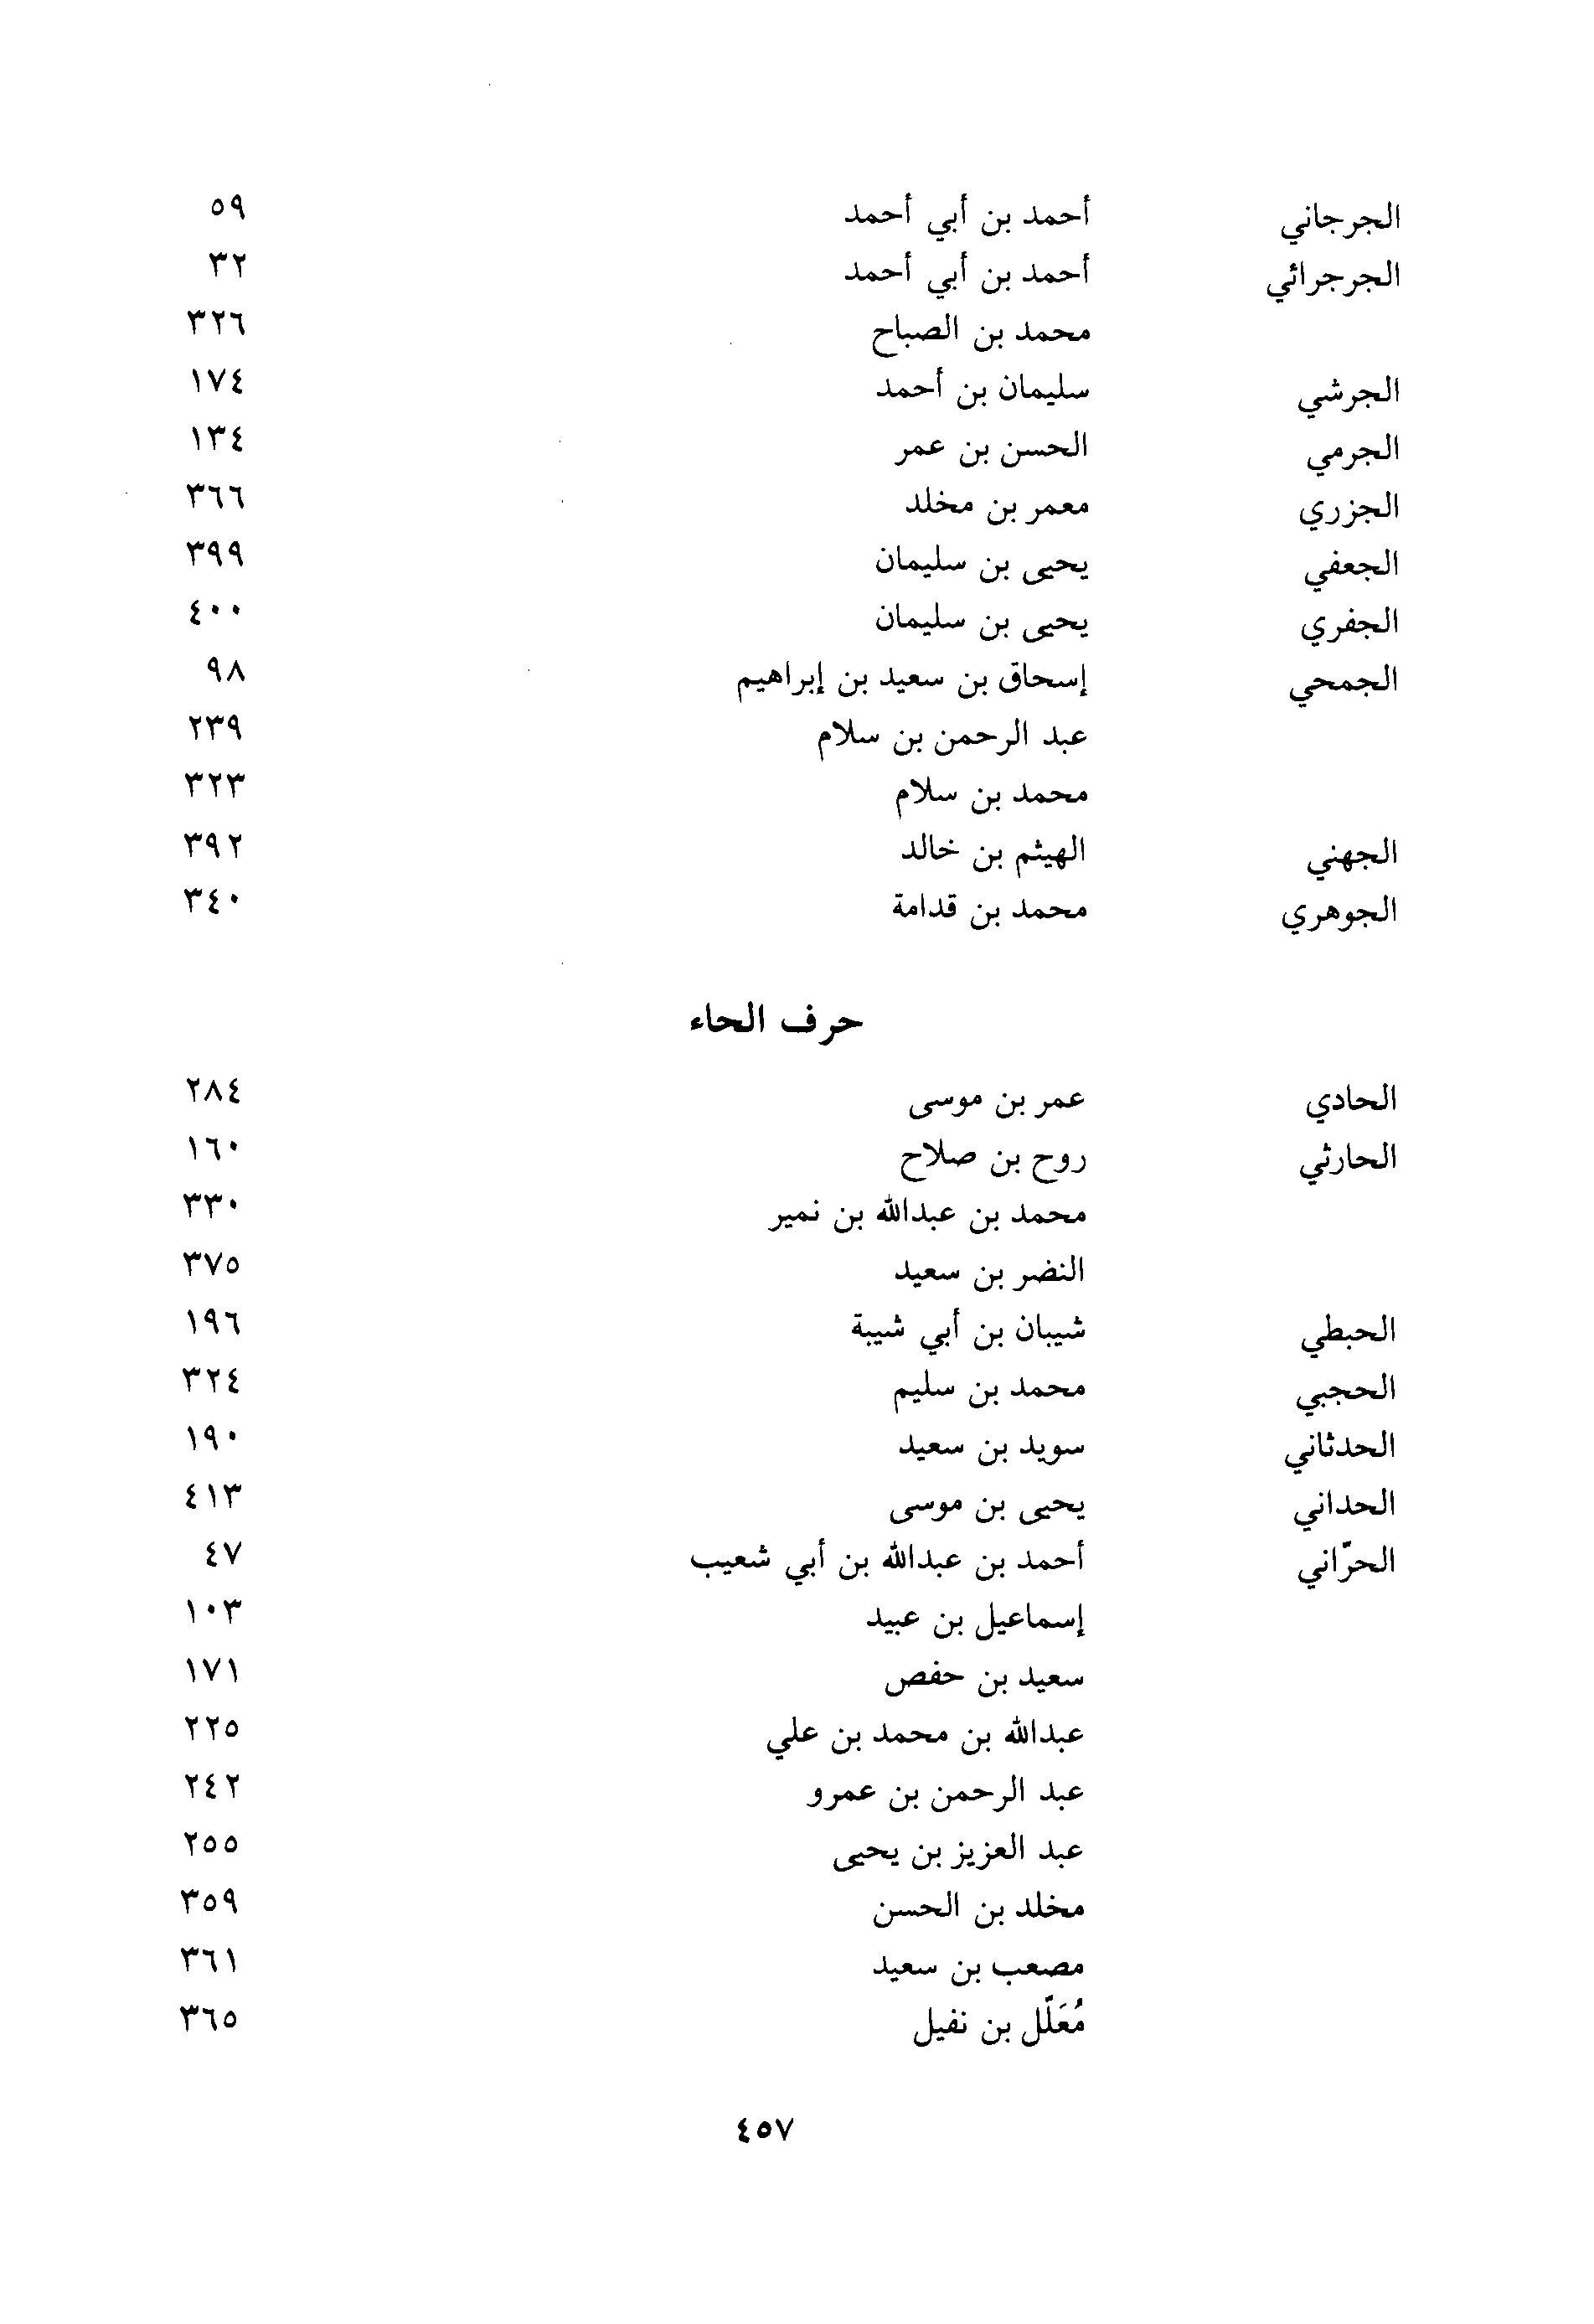 الجرجاني أحمد بن أبي أحمد ٥٩
الجرجرائي أحمد بن أبي أحمد ٣٢
محمد بن الصباح ٣٢٦
الجرشي سليمان بن أحمد ١٧٤
الجرمي الحسن بن عمر ١٣٤
الجزري معمر بن مخلد ٣٦٦
الجعفي يحيى بن سليمان ٣٩٩
الجفري يحيى بن سليمان ٤٠٠
الجمحي إسحاق بن سعيد بن إبراهيم ٩٨
عبد الرحمن بن سلام ٢٣٩
محمد بن سلام ٣٢٣
الجهني الهيثم بن خالد ٣٩٢
الجوهري محمد بن قدامة ٣٤٠
حرف الحاء
الحادي عمر بن موسى ٢٨٤
الحارثي روح بن صلاح ١٦٠
محمد بن عبدالله بن نمير ٣٣٠
النضر بن سعيد ٣٧٥
الحبطي شيبان بن أبي شيبة ١٩٦
الحجبي محمد بن سليم ٣٢٤
الحدثاني سويد بن سعيد ١٩٠
الحداني يحيى بن موسى ٤١٣
الحرّاني أحمد بن عبدالله بن أبي شعيب ٤٧
إسماعيل بن عبيد ١٠٣
سعيد بن حفص ١٧١
عبدالله بن محمد بن علي ٢٢٥
عبد الرحمن بن عمرو ٢٤٢
عبد العزيز بن يحيى ٢٥٥
مخلد بن الحسن ٣٥٩
مصعب بن سعيد ٣٦١
مُعَلَّل بن نفيل ٣٦٥
٤٥٧